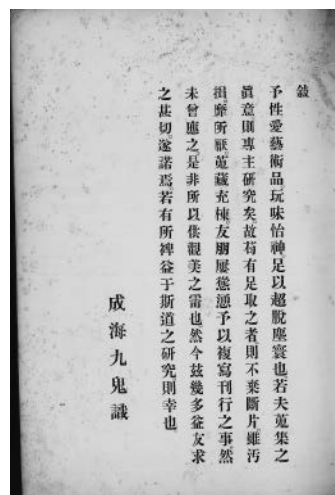 敍
予性愛藝術品。玩味怡神足以超脫塵寰也若夫蒐集之
眞意則專主硏究矣。故苟有足取之者。則不棄斷片。雖汚
損。靡所厭。蒐藏充棟。友朋屢慫慂予以複寫刊行之事。然
未曾應之。是非所以供觀美之需也然今玆幾多益友求
之甚切。遂諾焉。若有所裨益于斯道之硏究則幸也。
成海九鬼識